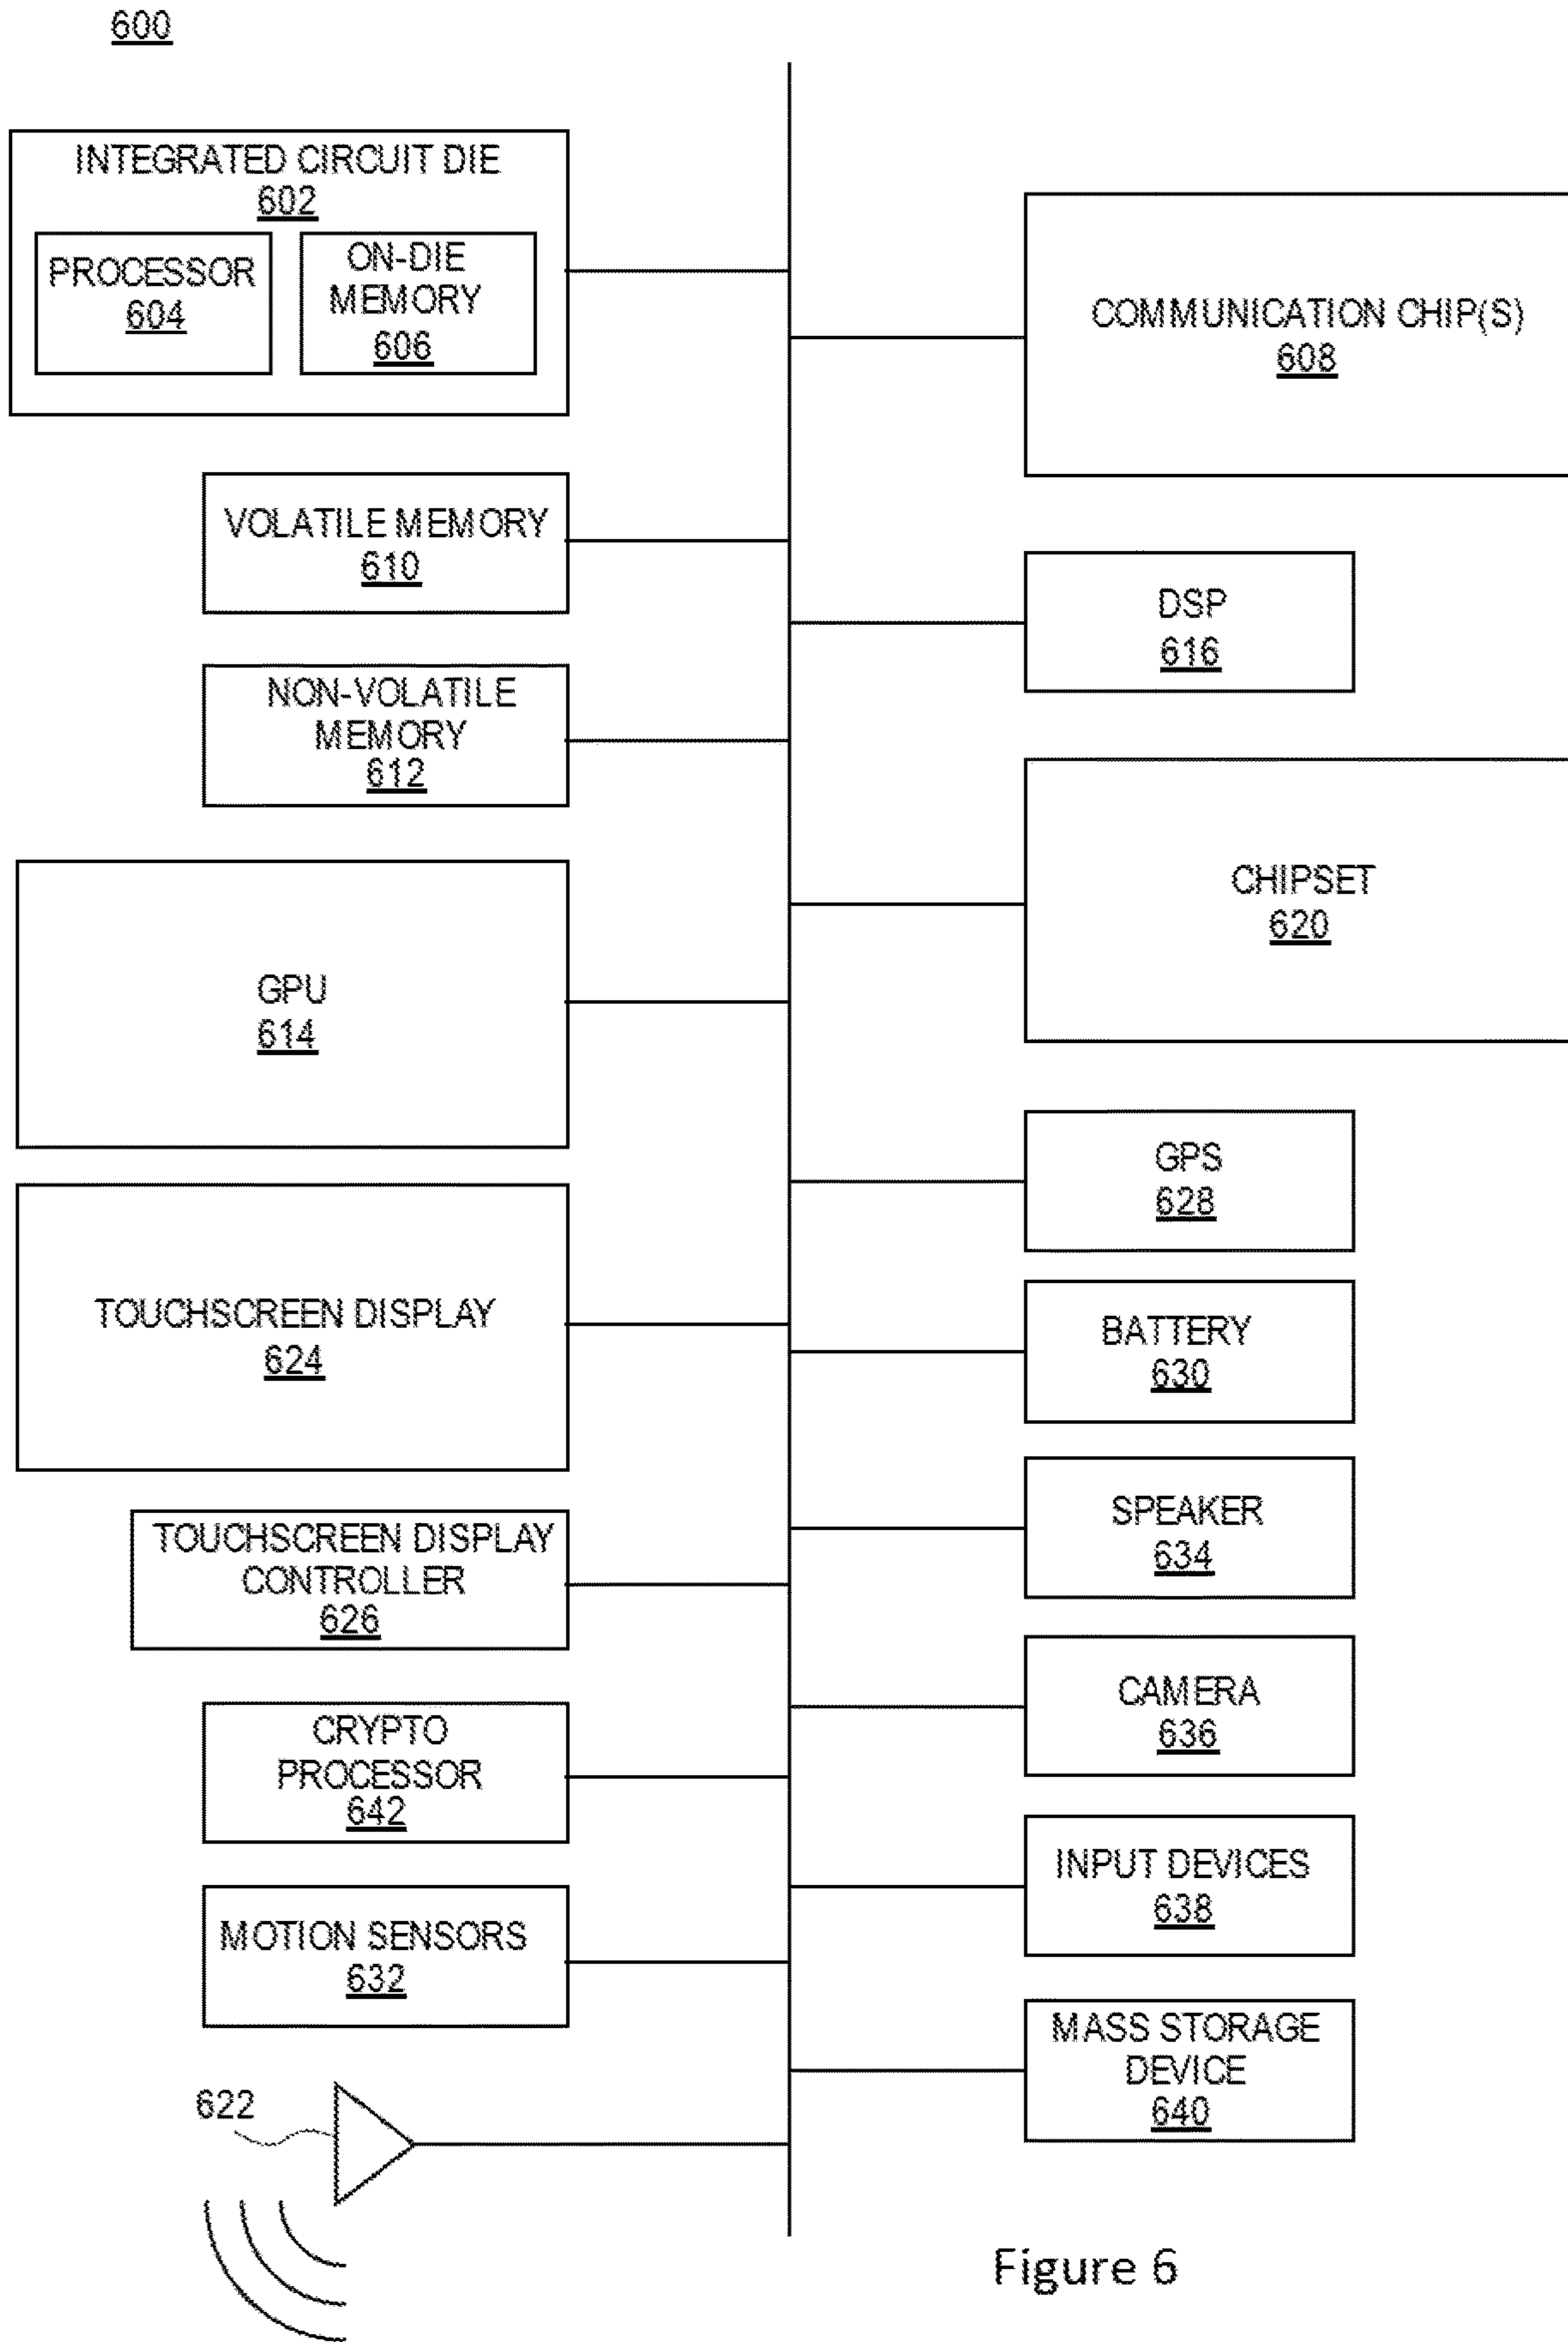 600
INTEGRATED CIRCUIT DIE
602
PROCESSOR
604
ON-DIE
MEMORY
606
VOLATILE MEMORY
610
NON-VOLATILE
MEMORY
612
GPU
614
TOUCHSCREEN DISPLAY
624
TOUCHSCREEN DISPLAY
CONTROLLER
626
CRYPTO
PROCESSOR
642
MOTION SENSORS
632
622
COMMUNICATION CHIP(S)
608
DSP
616
CHIPSET
620
GPS
628
BATTERY
630
SPEAKER
634
CAMERA
636
INPUT DEVICES
638
MASS STORAGE
DEVICE
640
Figure 6